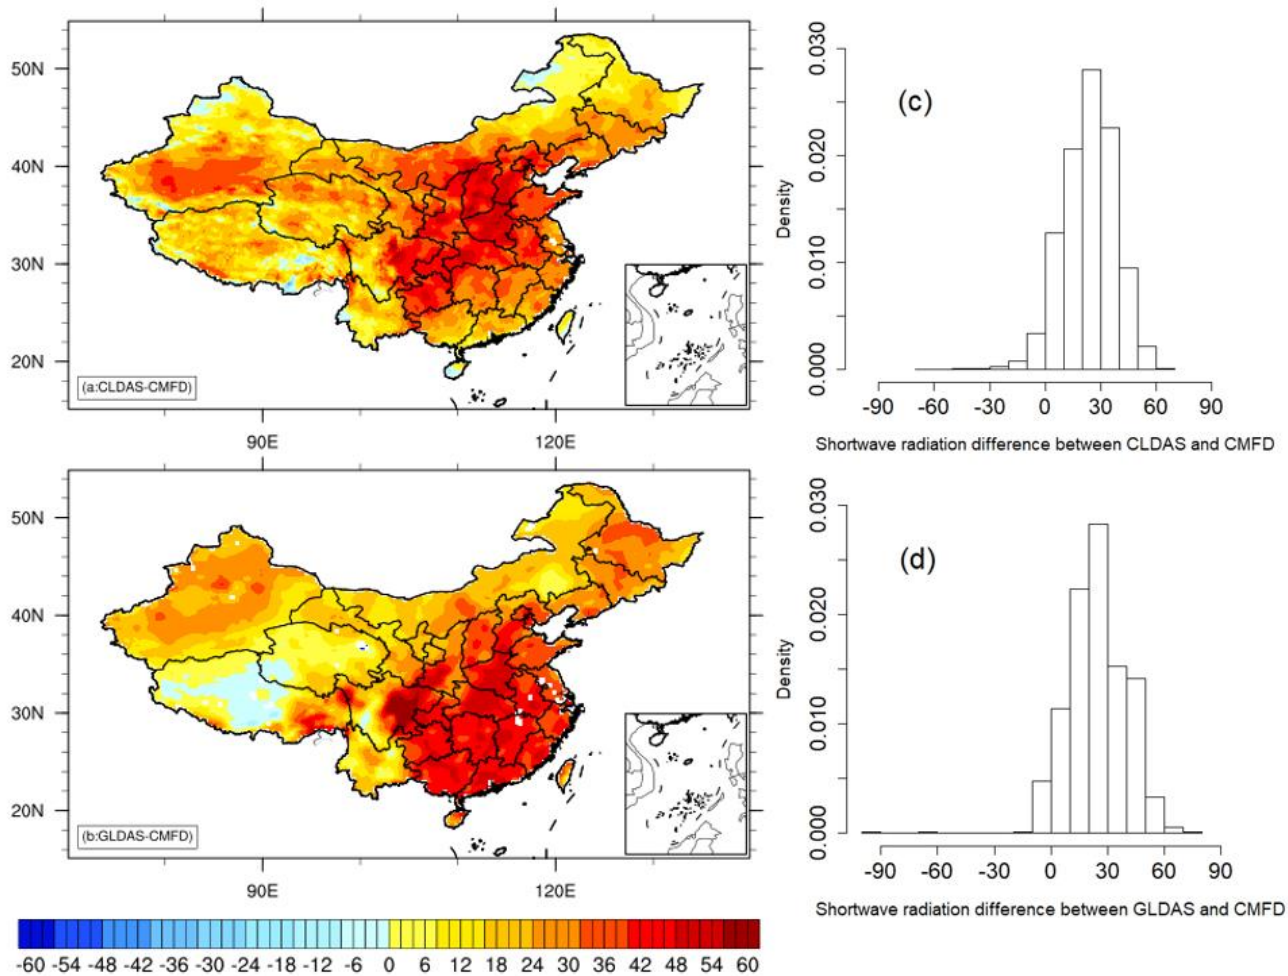 50N
40N
30N
20N
(a:CLDAS-CMFD)
90E
120E
50N
40N
30N
20N
(b:GLDAS-CMFD)
90E
120E
-60 -54 -48 -42 -36 -30 -24 -18 -12 -6 0 6 12 18 24 28 32 36 42 48 54 60
(c)
Density
0.000 0.010 0.020 0.030
-90 -60 -30 0 30 60 90
Shortwave radiation difference between CLDAS and CMFD
(d)
Density
0.000 0.010 0.020 0.030
-90 -60 -30 0 30 60 90
Shortwave radiation difference between GLDAS and CMFD